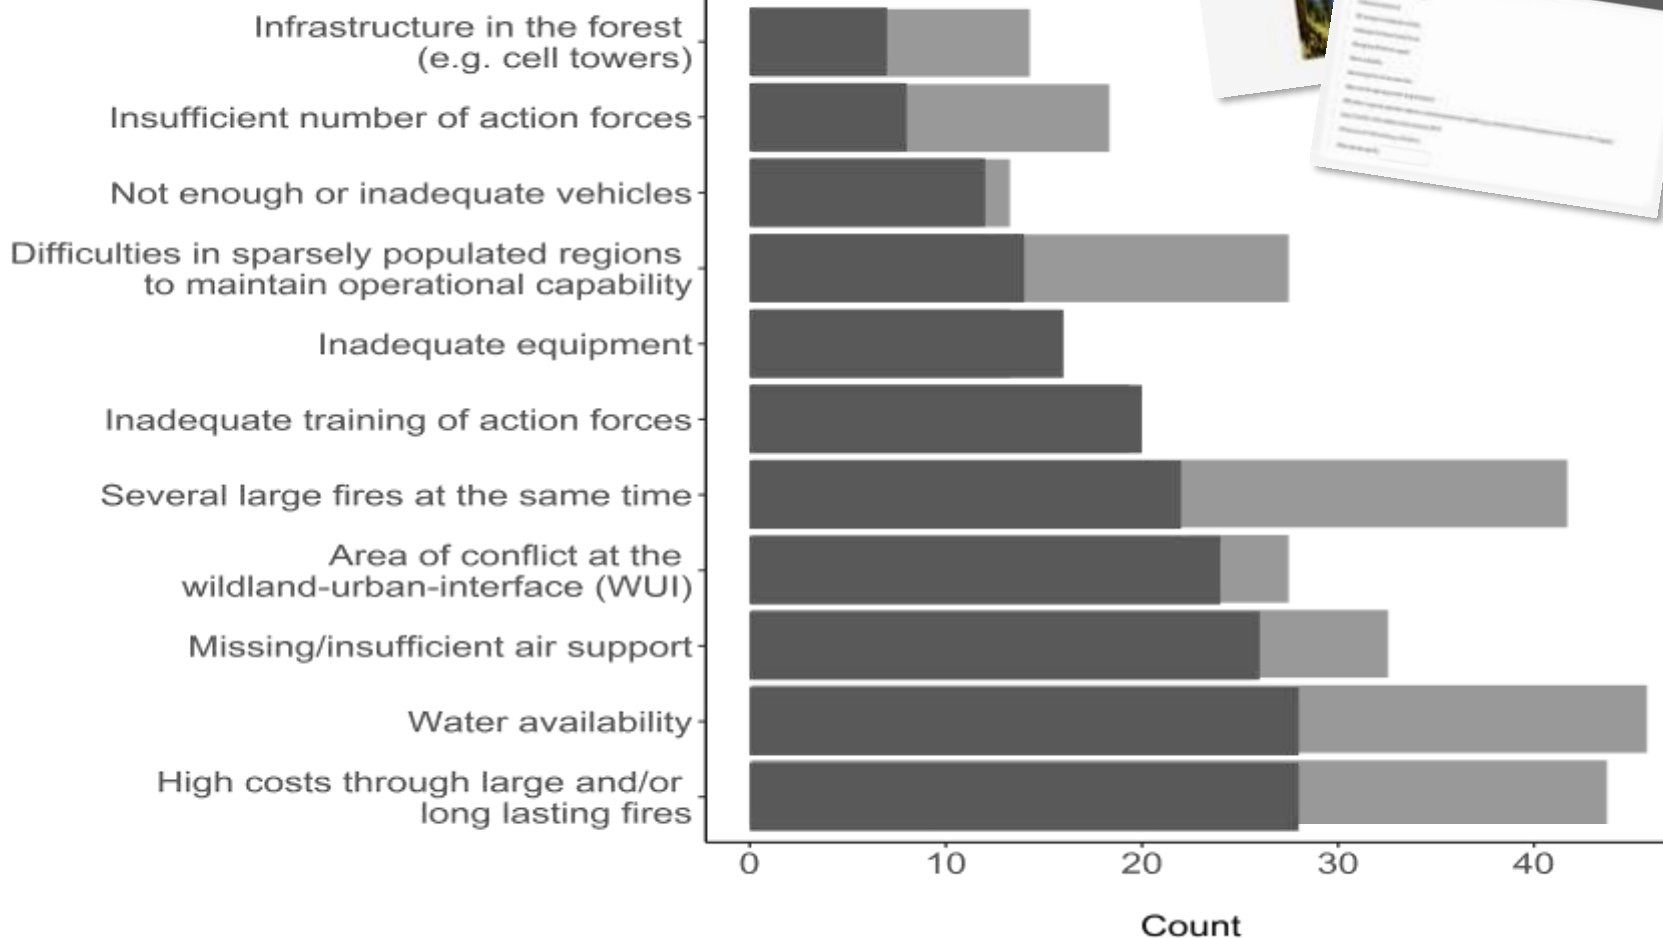 Infrastructure in the forest
(e.g. cell towers)
Insufficient number of action forces
Not enough or inadequate vehicles
Difficulties in sparsely populated regions
to maintain operational capability
Inadequate equipment
Inadequate training of action forces
Several large fires at the same time
Area of conflict at the
wildland-urban-interface (WUI)
Missing/insufficient air support
Water availability
High costs through large and/or
long lasting fires
0 10 20 30 40
Count